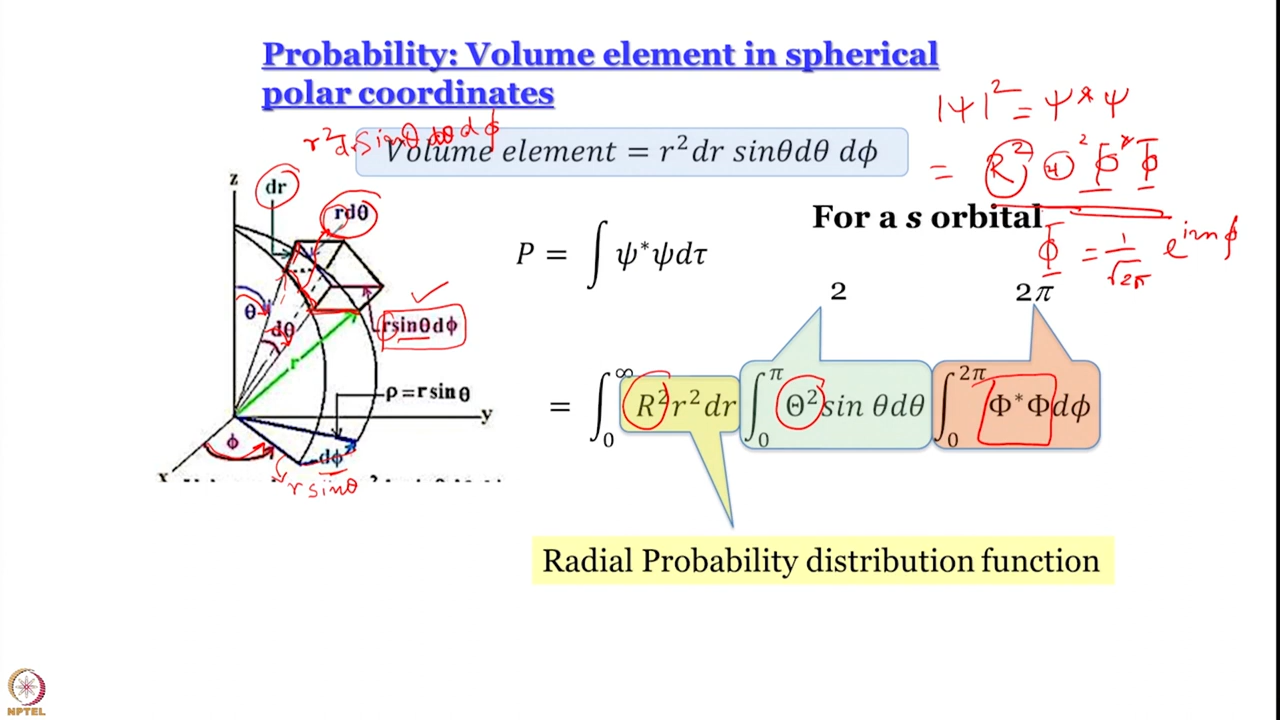 Probability: Volume element in spherical
polar coordinates
|ψ|² = ψ*ψ
r²dr sinθ dθ dϕ
Volume element = r²dr sinθdθ dϕ
= R² Θ² Φ* Φ
For a s orbital
Φ = 1/√2π e^{imϕ}
z
dr
rdθ
P = ∫ ψ*ψdτ
2
2π
θ
dθ
rsinθdϕ
r
ρ=r sinθ
y
= ∫₀^∞ R²r²dr ∫₀^π Θ²sin θdθ ∫₀^2π Φ*Φdϕ
ϕ
dϕ
x
r sinθ
Radial Probability distribution function
NPTEL